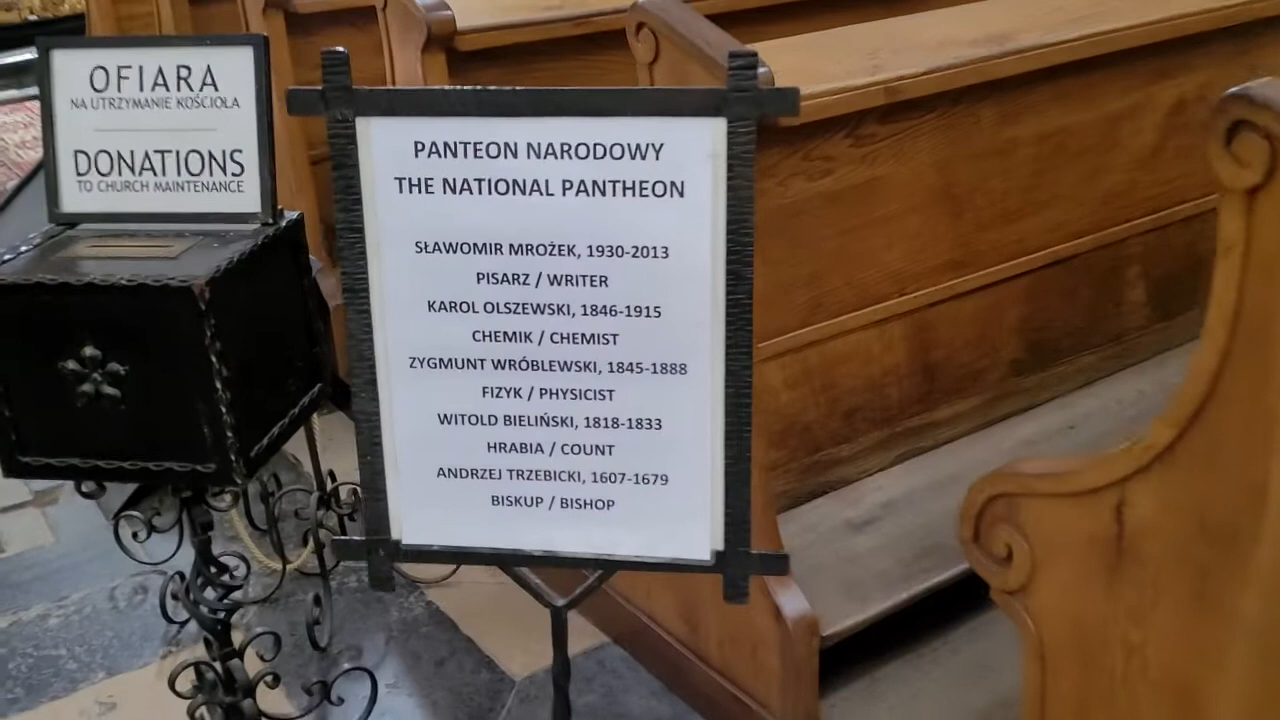 OFIARA
NA UTRZYMANIE KOŚCIOŁA
DONATIONS
TO CHURCH MAINTENANCE
PANTEON NARODOWY
THE NATIONAL PANTHEON
SŁAWOMIR MROŻEK, 1930-2013
PISARZ / WRITER
KAROL OLSZEWSKI, 1846-1915
CHEMIK / CHEMIST
ZYGMUNT WRÓBLEWSKI, 1845-1888
FIZYK / PHYSICIST
WITOLD BIELIŃSKI, 1818-1833
HRABIA / COUNT
ANDRZEJ TRZEBICKI, 1607-1679
BISKUP / BISHOP